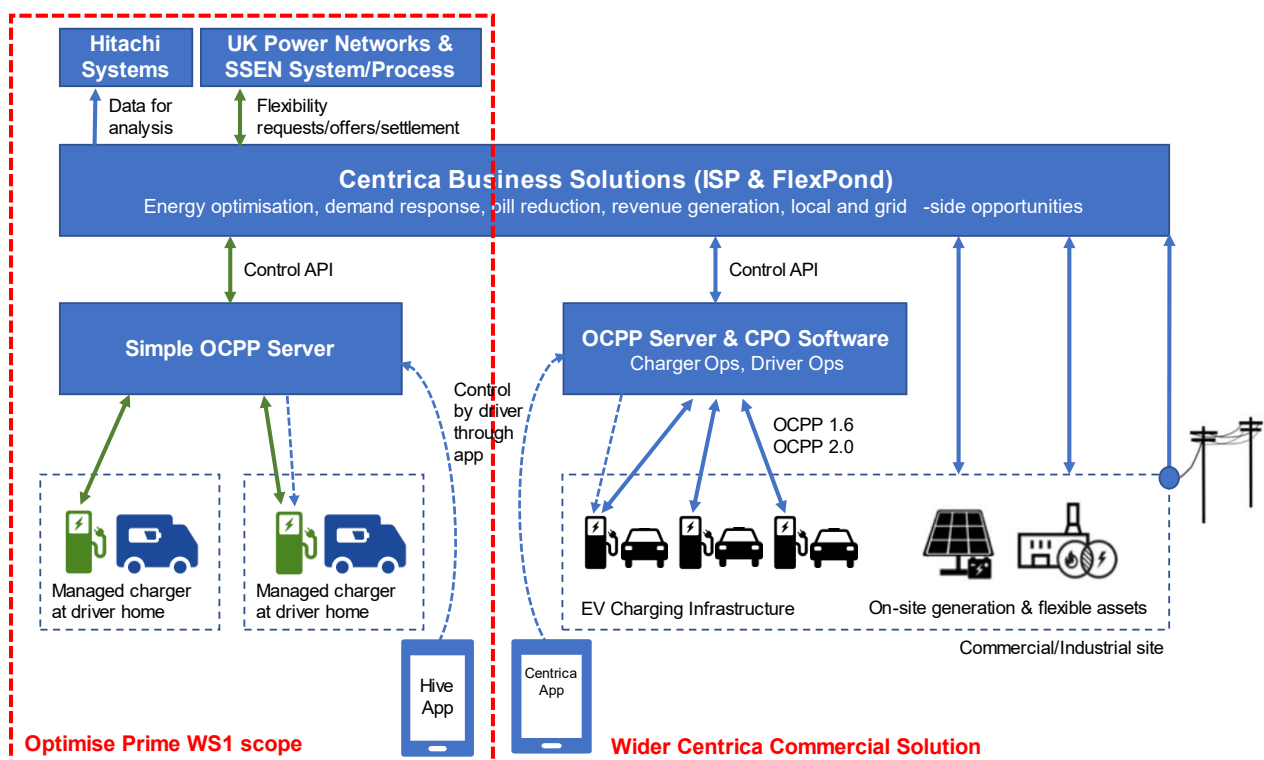 Hitachi
Systems
UK Power Networks &
SSEN System/Process
Data for
analysis
Flexibility
requests/offers/settlement
Centrica Business Solutions (ISP & FlexPond)
Energy optimisation, demand response, bill reduction, revenue generation, local and grid -side opportunities
Control API
Control API
Simple OCPP Server
OCPP Server & CPO Software
Charger Ops, Driver Ops
Control
by driver
through
app
OCPP 1.6
OCPP 2.0
Managed charger
at driver home
Managed charger
at driver home
EV Charging Infrastructure
On-site generation & flexible assets
Commercial/Industrial site
Hive
App
Centrica
App
Optimise Prime WS1 scope
Wider Centrica Commercial Solution